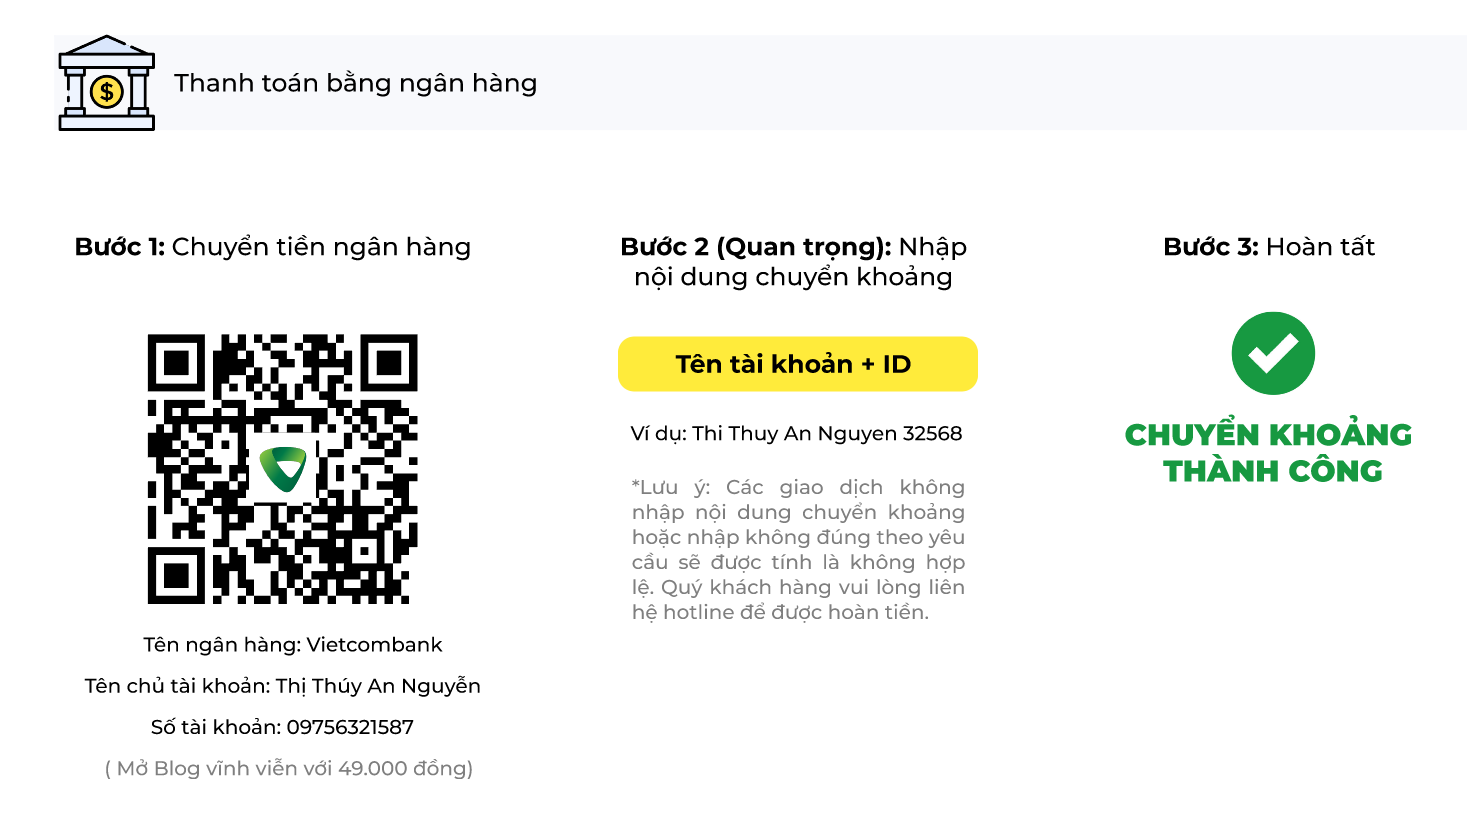 Thanh toán bằng ngân hàng
Bước 1: Chuyển tiền ngân hàng
Tên ngân hàng: Vietcombank
Tên chủ tài khoản: Thị Thúy An Nguyễn
Số tài khoản: 09756321587
( Mở Blog vĩnh viễn với 49.000 đồng)
Bước 2 (Quan trọng): Nhập
nội dung chuyển khoảng
Tên tài khoản + ID
Ví dụ: Thi Thuy An Nguyen 32568
*Lưu ý: Các giao dịch không
nhập nội dung chuyển khoảng
hoặc nhập không đúng theo yêu
cầu sẽ được tính là không hợp
lệ. Quý khách hàng vui lòng liên
hệ hotline để được hoàn tiền.
Bước 3: Hoàn tất
CHUYỂN KHOẢNG
THÀNH CÔNG